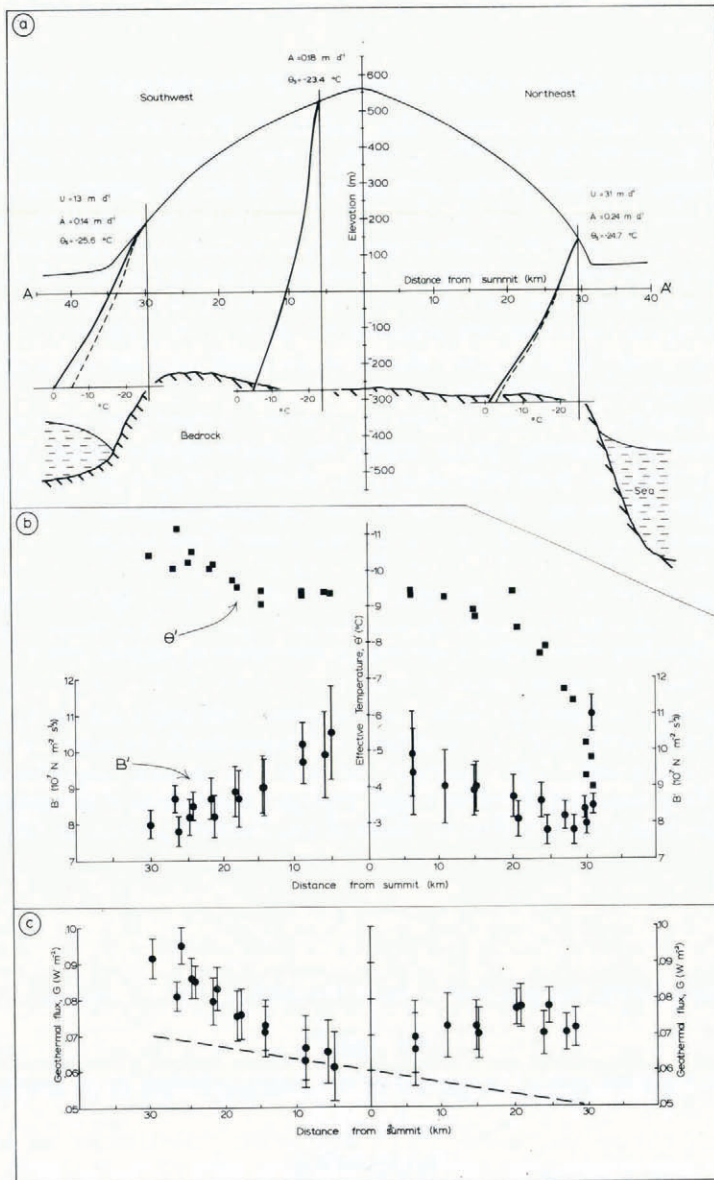 a
A =0.18 m d⁻¹
θs=-23.4 °C
Southwest
Northeast
600
500
400
300
200
100
-100
-200
-300
-400
-500
Elevation (m)
U =13 m d⁻¹
A =0.14 m d⁻¹
θs=-25.6 °C
U =31 m d⁻¹
A =0.24 m d⁻¹
θs=-24.7 °C
Distance from summit (km)
A
40 30 20 10 0 10 20 30 40
A'
0 -10 -20
°C
0 -10 -20
°C
0 -10 -20
°C
Bedrock
Sea
b
-11
-10
-9
-8
-7
-6
-5
-4
-3
Effective Temperature, θ' (°C)
θ'
B'
12
11
10
9
8
7
B' (10⁷ N m⁻² s^⅓)
12
11
10
9
8
7
B' (10⁷ N m⁻² s^⅓)
30 20 10 0 10 20 30
Distance from summit (km)
c
.10
.09
.08
.07
.06
.05
Geothermal flux, G (W m⁻²)
.10
.09
.08
.07
.06
.05
Geothermal flux, G (W m⁻²)
30 20 10 0 10 20 30
Distance from summit (km)